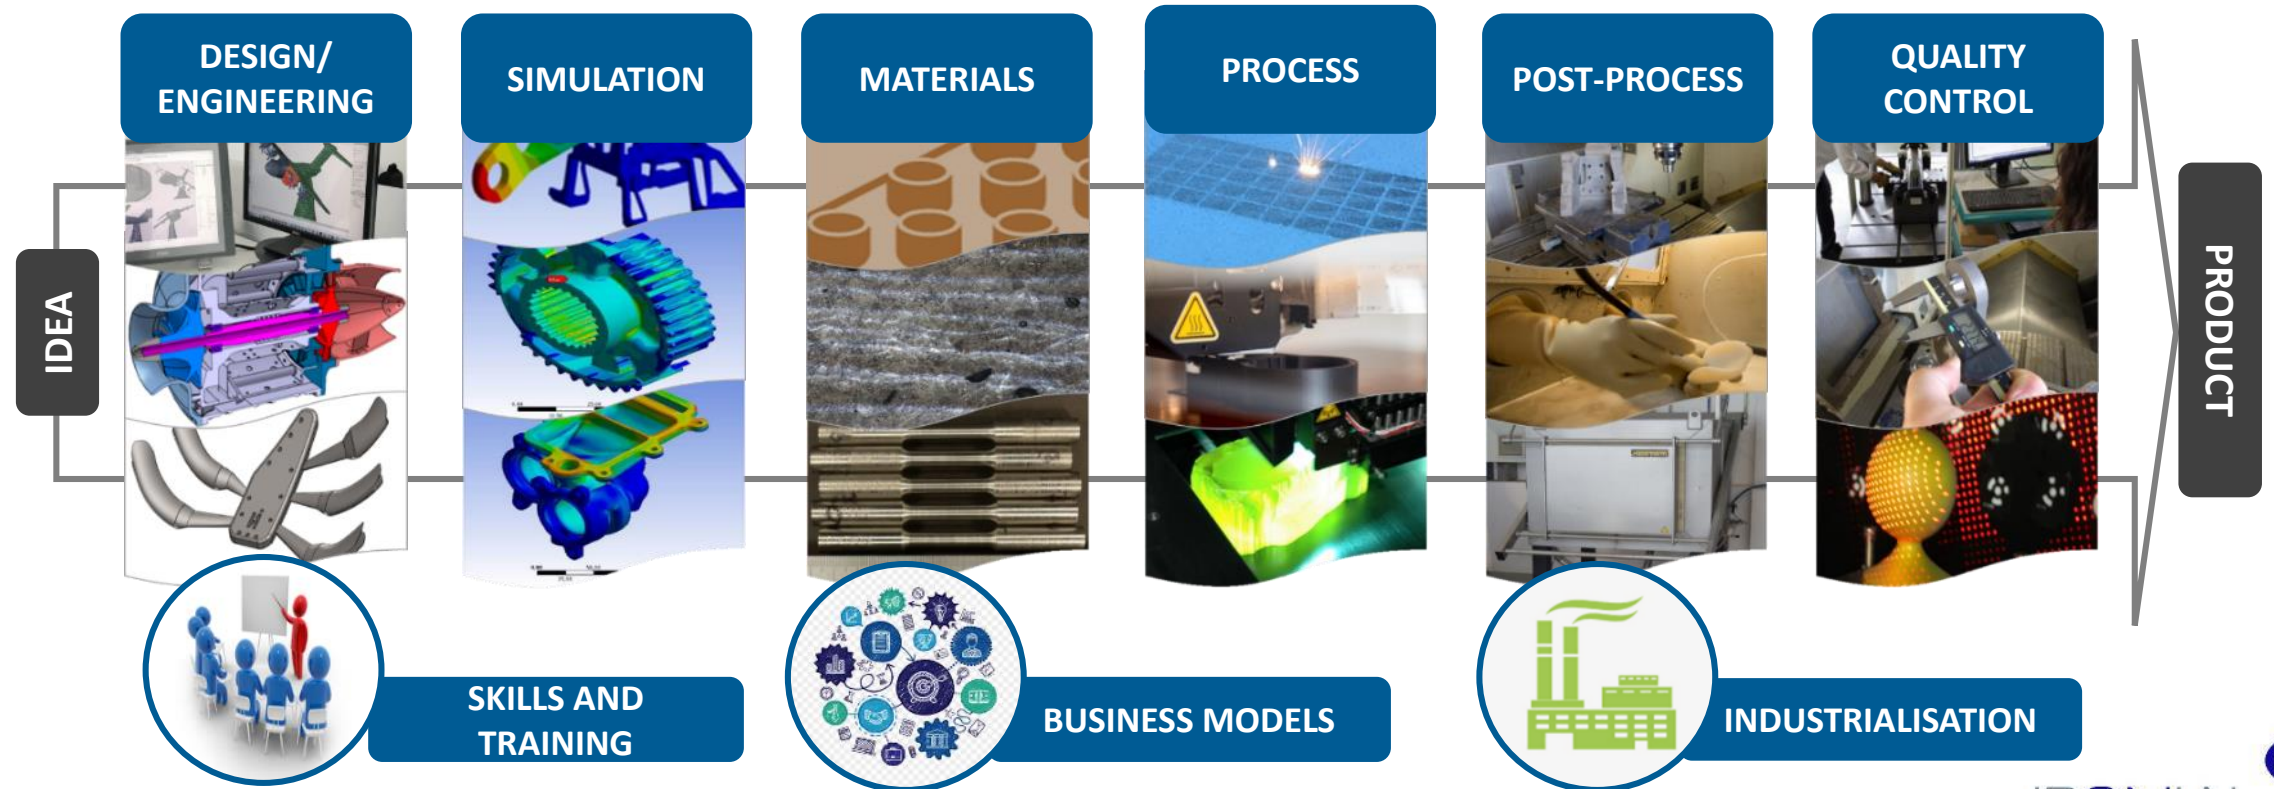 DESIGN/
ENGINEERING
SIMULATION
MATERIALS
PROCESS
POST-PROCESS
QUALITY
CONTROL
IDEA
PRODUCT
SKILLS AND
TRAINING
BUSINESS MODELS
INDUSTRIALISATION